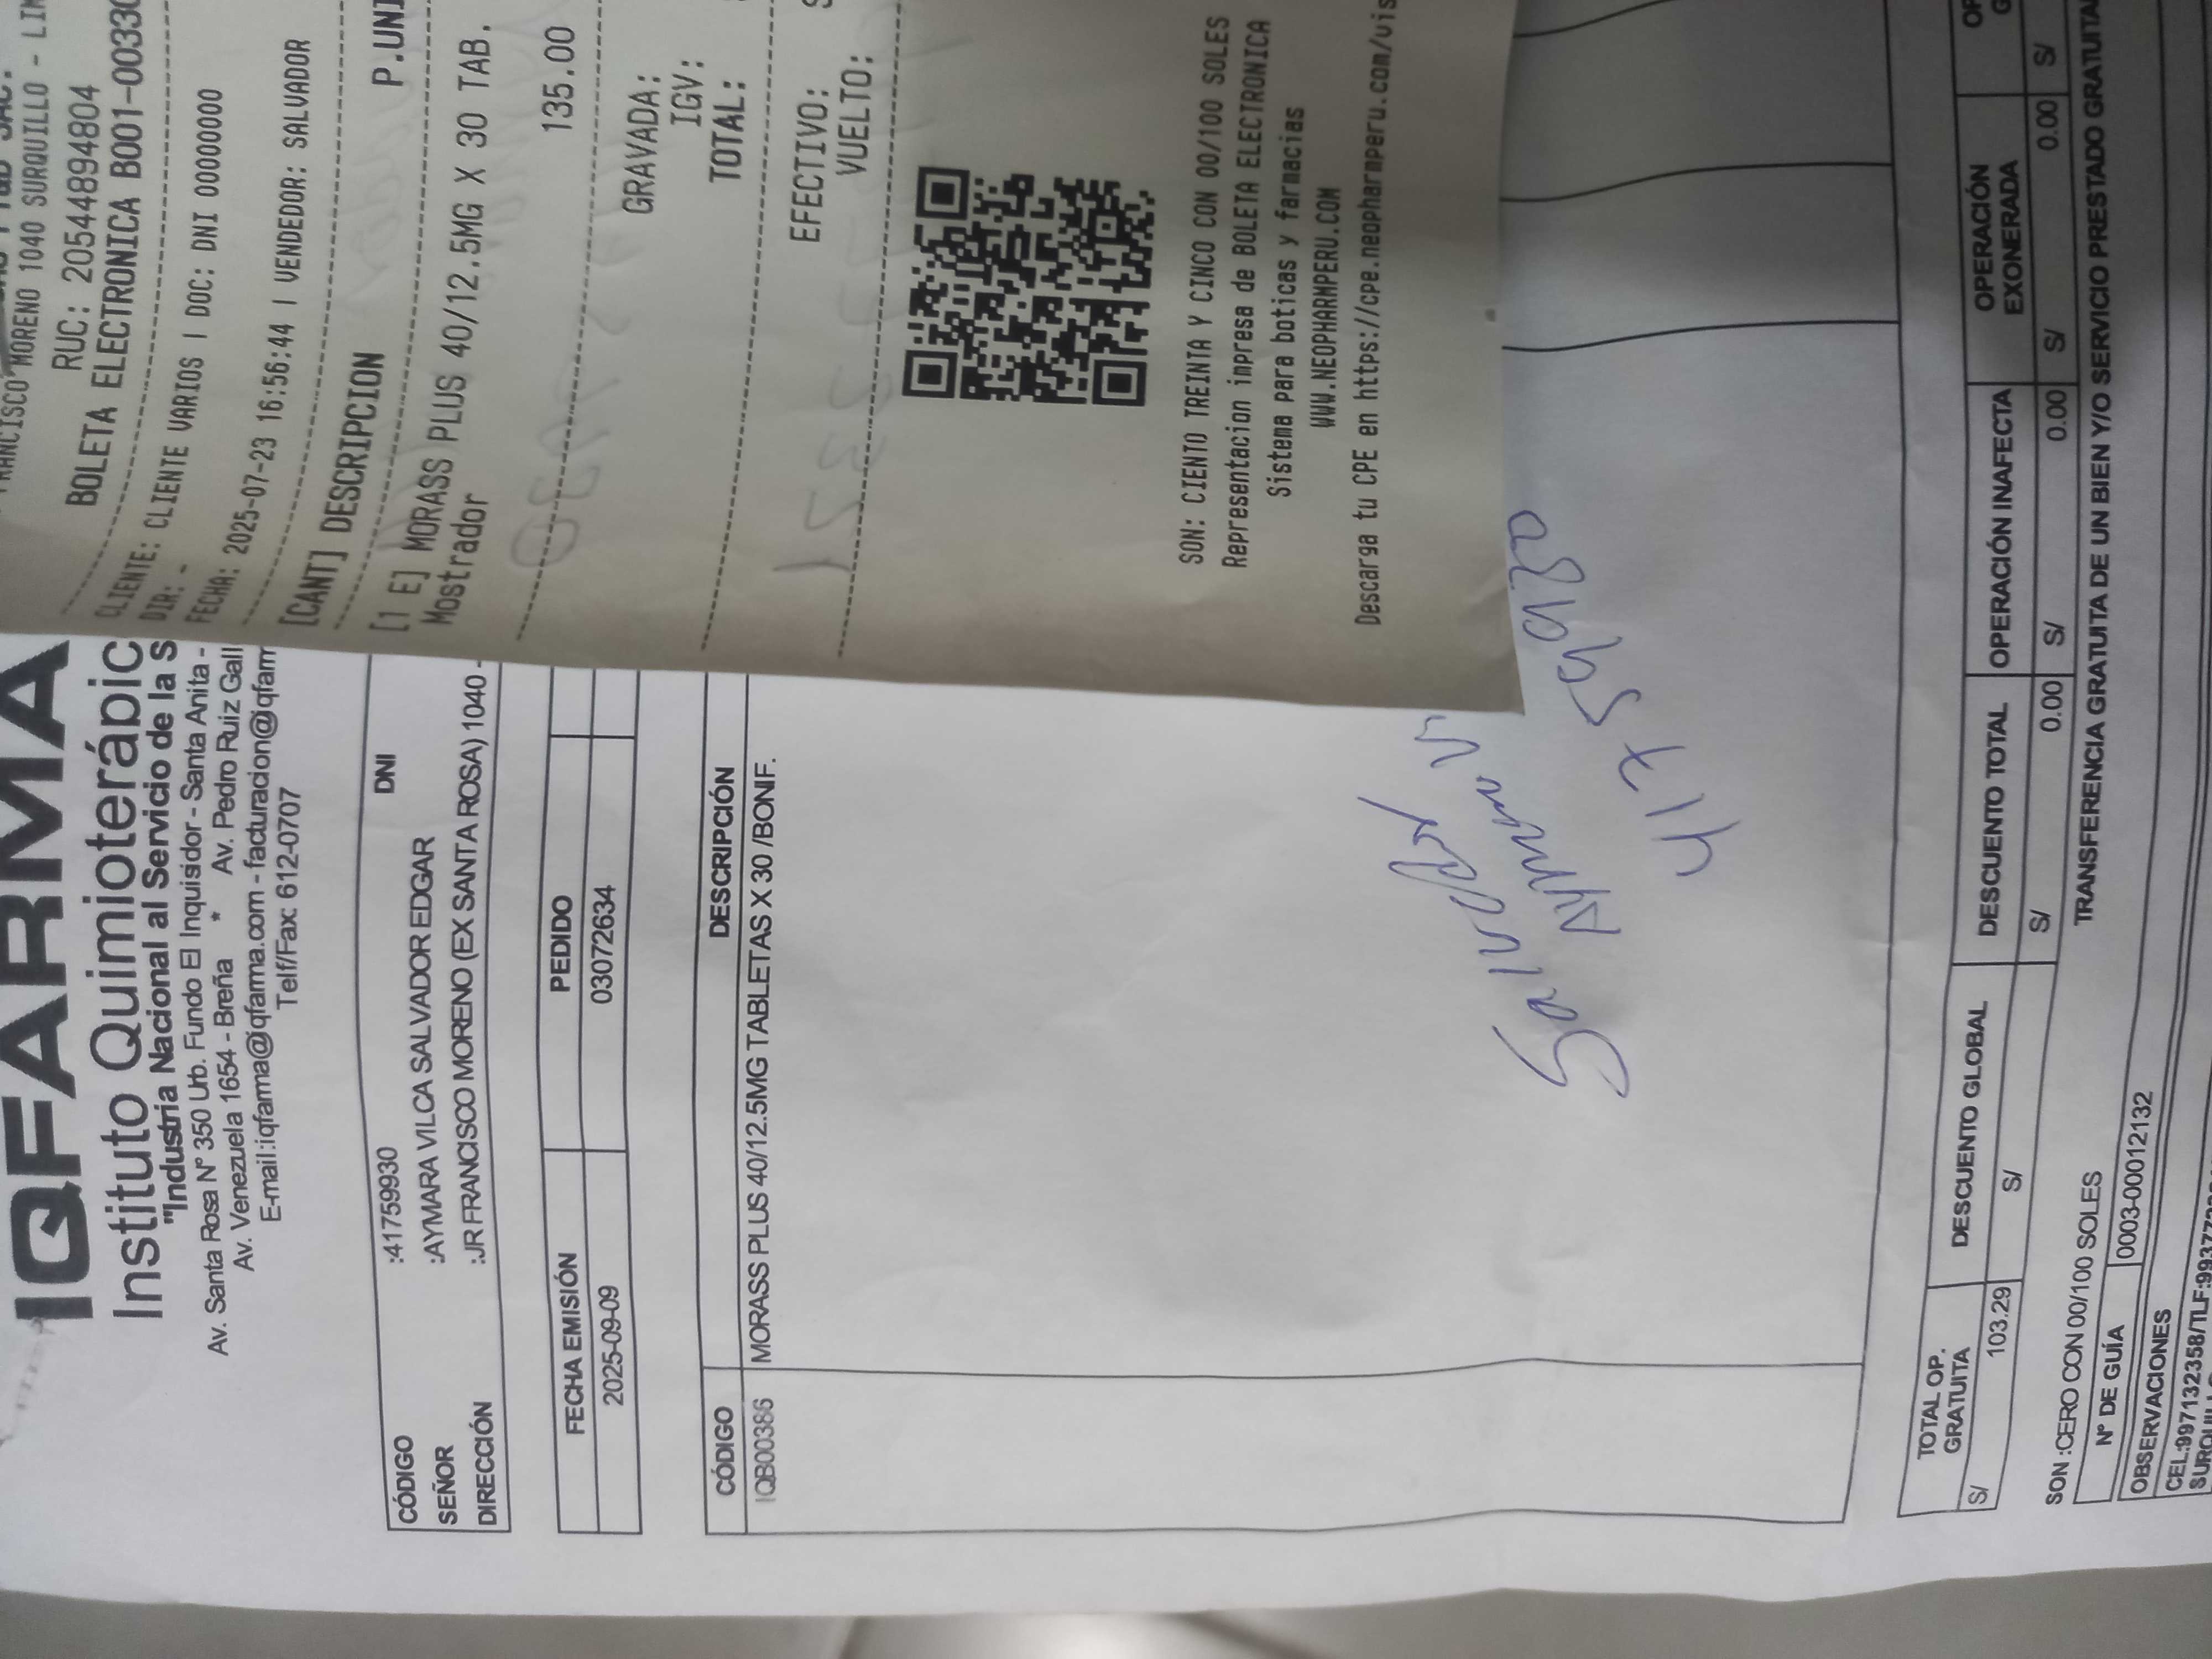 IQFARMA
Instituto Quimioterápic
"Industria Nacional al Servicio de la S
Av. Santa Rosa Nº 350 Urb. Fundo El Inquisidor - Santa Anita -
Av. Venezuela 1654 - Breña * Av. Pedro Ruiz Gall
E-mail.:iqfarma@iqfarma.com - facturacion@iqfarm
Telf/Fax: 612-0707
CÓDIGO :41759930 DNI
SEÑOR :AYMARA VILCA SALVADOR EDGAR
DIRECCIÓN :JR FRANCISCO MORENO (EX SANTA ROSA) 1040 -
FECHA EMISIÓN PEDIDO
2025-09-09 03072634
CÓDIGO DESCRIPCIÓN
IQB00386 MORASS PLUS 40/12.5MG TABLETAS X 30 /BONIF.
Salvador
41759930
TOTAL OP. GRATUITA DESCUENTO GLOBAL DESCUENTO TOTAL OPERACIÓN INAFECTA OPERACIÓN EXONERADA
S/ 103.29 S/ S/ 0.00 S/ 0.00 S/ 0.00 S/
SON :CERO CON 00/100 SOLES
TRANSFERENCIA GRATUITA DE UN BIEN Y/O SERVICIO PRESTADO GRATUITA
Nº DE GUÍA 0003-00012132
OBSERVACIONES
MORENO 1040 SURQUILLO - LIM
RUC: 20544894804
BOLETA ELECTRONICA B001-00330
CLIENTE: CLIENTE VARIOS | DOC: DNI 00000000
DIR: -
FECHA: 2025-07-23 16:56:44 | VENDEDOR: SALVADOR
[CANT] DESCRIPCION P.UNI
[1 E] MORASS PLUS 40/12.5MG X 30 TAB.
Mostrador
135.00
GRAVADA:
IGV:
TOTAL:
EFECTIVO:
VUELTO:
SON: CIENTO TREINTA Y CINCO CON 00/100 SOLES
Representacion impresa de BOLETA ELECTRONICA
Sistema para boticas y farmacias
WWW.NEOPHARMPERU.COM
Descarga tu CPE en https://cpe.neopharmperu.com/vis